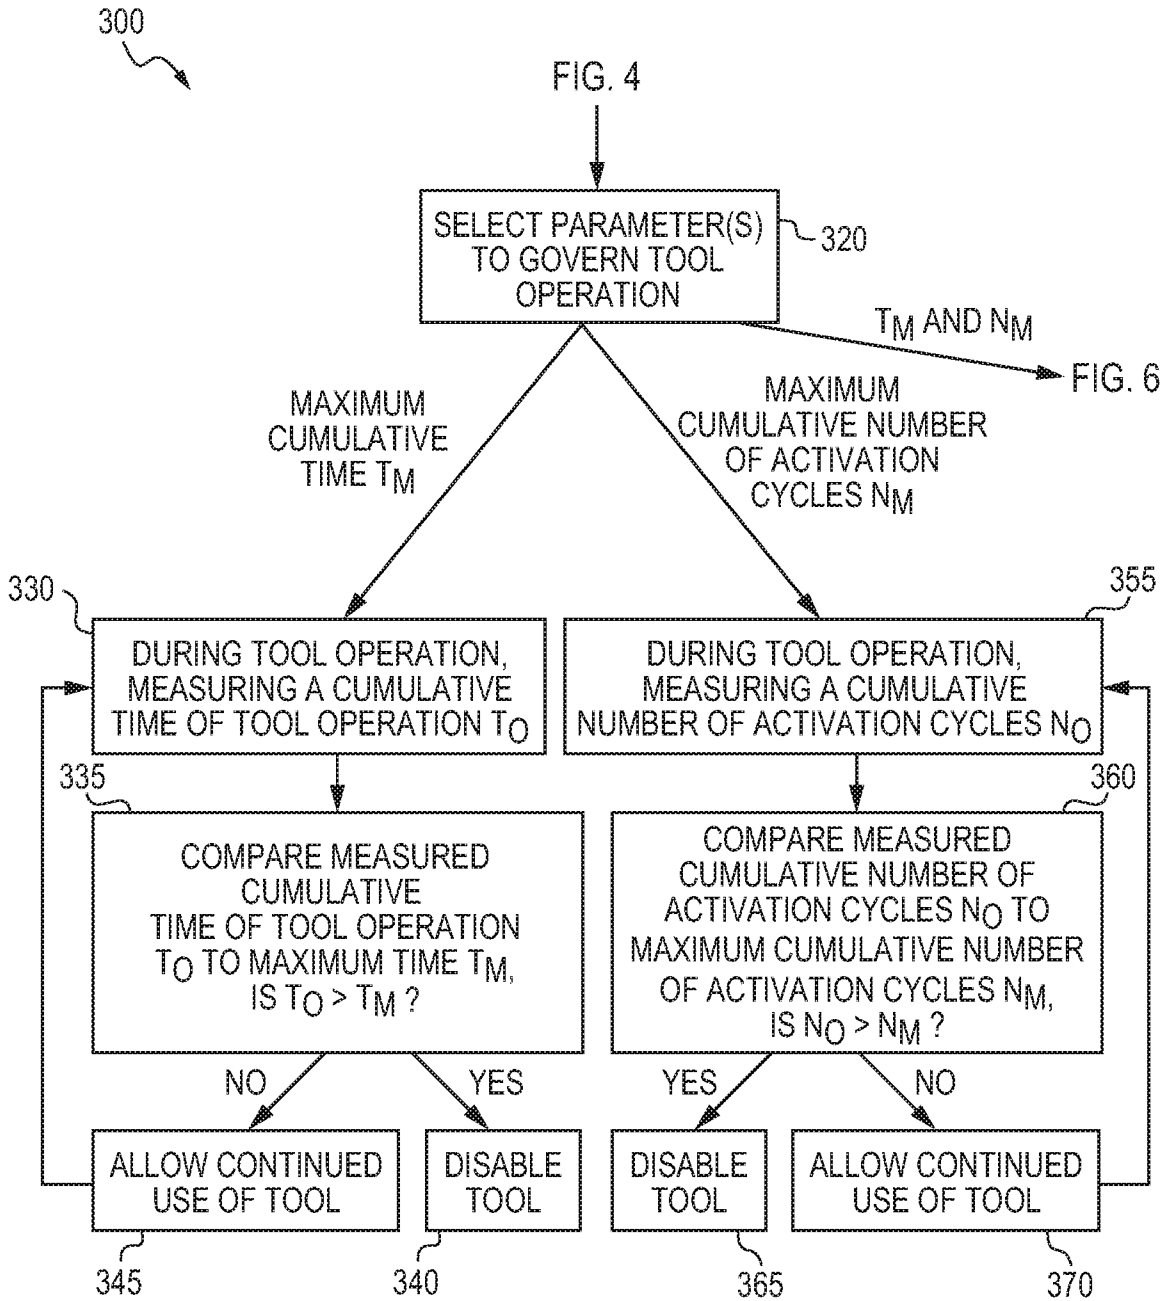 300
FIG. 4
SELECT PARAMETER(S)
TO GOVERN TOOL
OPERATION
320
TM AND NM
FIG. 6
MAXIMUM
CUMULATIVE
TIME TM
MAXIMUM
CUMULATIVE NUMBER
OF ACTIVATION
CYCLES NM
330
DURING TOOL OPERATION,
MEASURING A CUMULATIVE
TIME OF TOOL OPERATION TO
355
DURING TOOL OPERATION,
MEASURING A CUMULATIVE
NUMBER OF ACTIVATION CYCLES NO
335
COMPARE MEASURED
CUMULATIVE
TIME OF TOOL OPERATION
TO TO MAXIMUM TIME TM,
IS TO > TM ?
360
COMPARE MEASURED
CUMULATIVE NUMBER OF
ACTIVATION CYCLES NO TO
MAXIMUM CUMULATIVE NUMBER
OF ACTIVATION CYCLES NM,
IS NO > NM ?
NO
YES
YES
NO
ALLOW CONTINUED
USE OF TOOL
DISABLE
TOOL
DISABLE
TOOL
ALLOW CONTINUED
USE OF TOOL
345
340
365
370